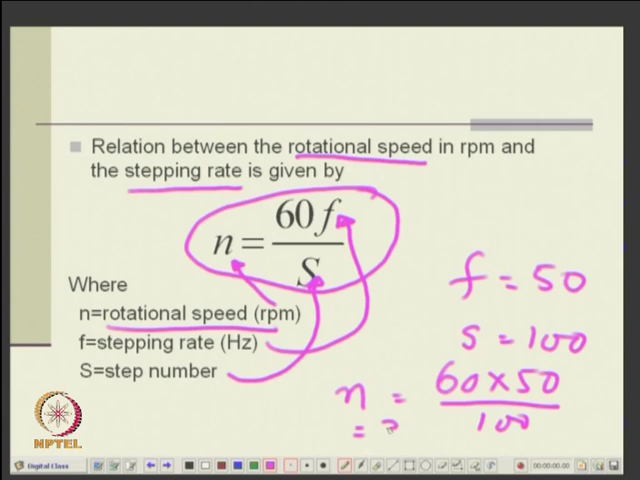 Relation between the rotational speed in rpm and
the stepping rate is given by
n = 60 f / S
Where
n=rotational speed (rpm)
f=stepping rate (Hz)
S=step number
f = 50
S = 100
n = 60 × 50 / 100
=
NPTEL
Digital Class
00:00:00.00